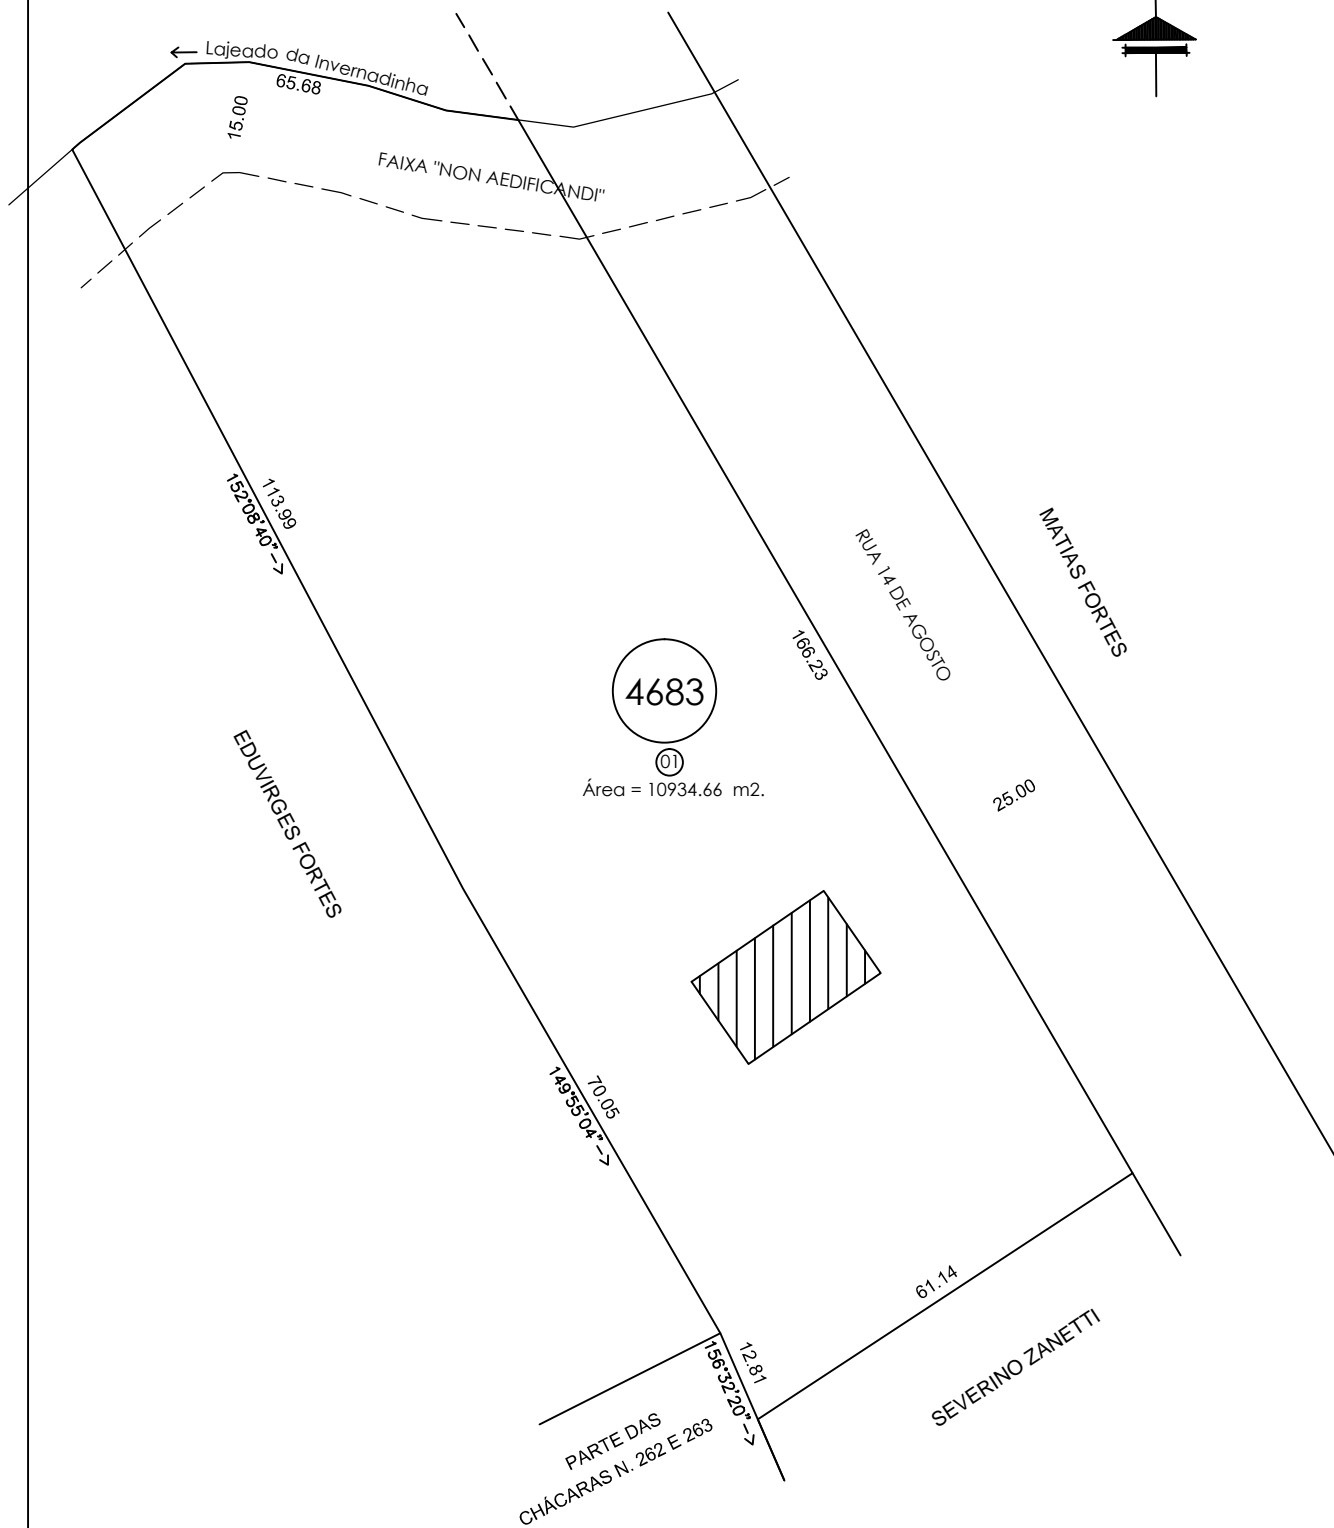 Lajeado da Invernadinha
65.68
15.00
FAIXA "NON AEDIFICANDI"
113.99
152°08'40" -->
MATIAS FORTES
RUA 14 DE AGOSTO
166.23
4683
01
Área = 10934.66 m2.
EDUVIRGES FORTES
25.00
70.05
149°55'04" -->
61.14
SEVERINO ZANETTI
12.81
156°32'20" -->
PARTE DAS
CHÁCARAS N. 262 E 263